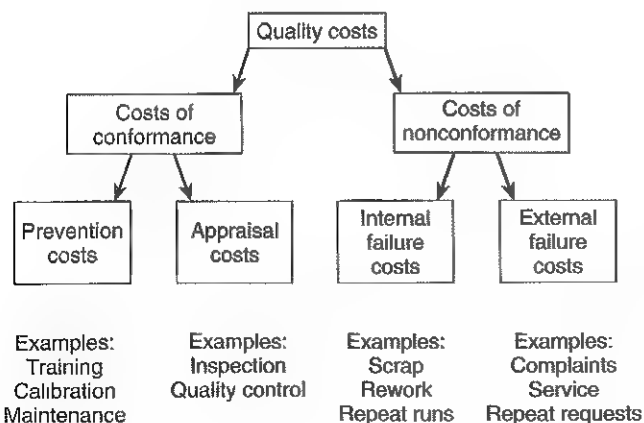 Quality costs
Costs of
conformance
Costs of
nonconformance
Prevention
costs
Appraisal
costs
Internal
failure
costs
External
failure
costs
Examples:
Training
Calibration
Maintenance
Examples:
Inspection
Quality control
Examples:
Scrap
Rework
Repeat runs
Examples:
Complaints
Service
Repeat requests